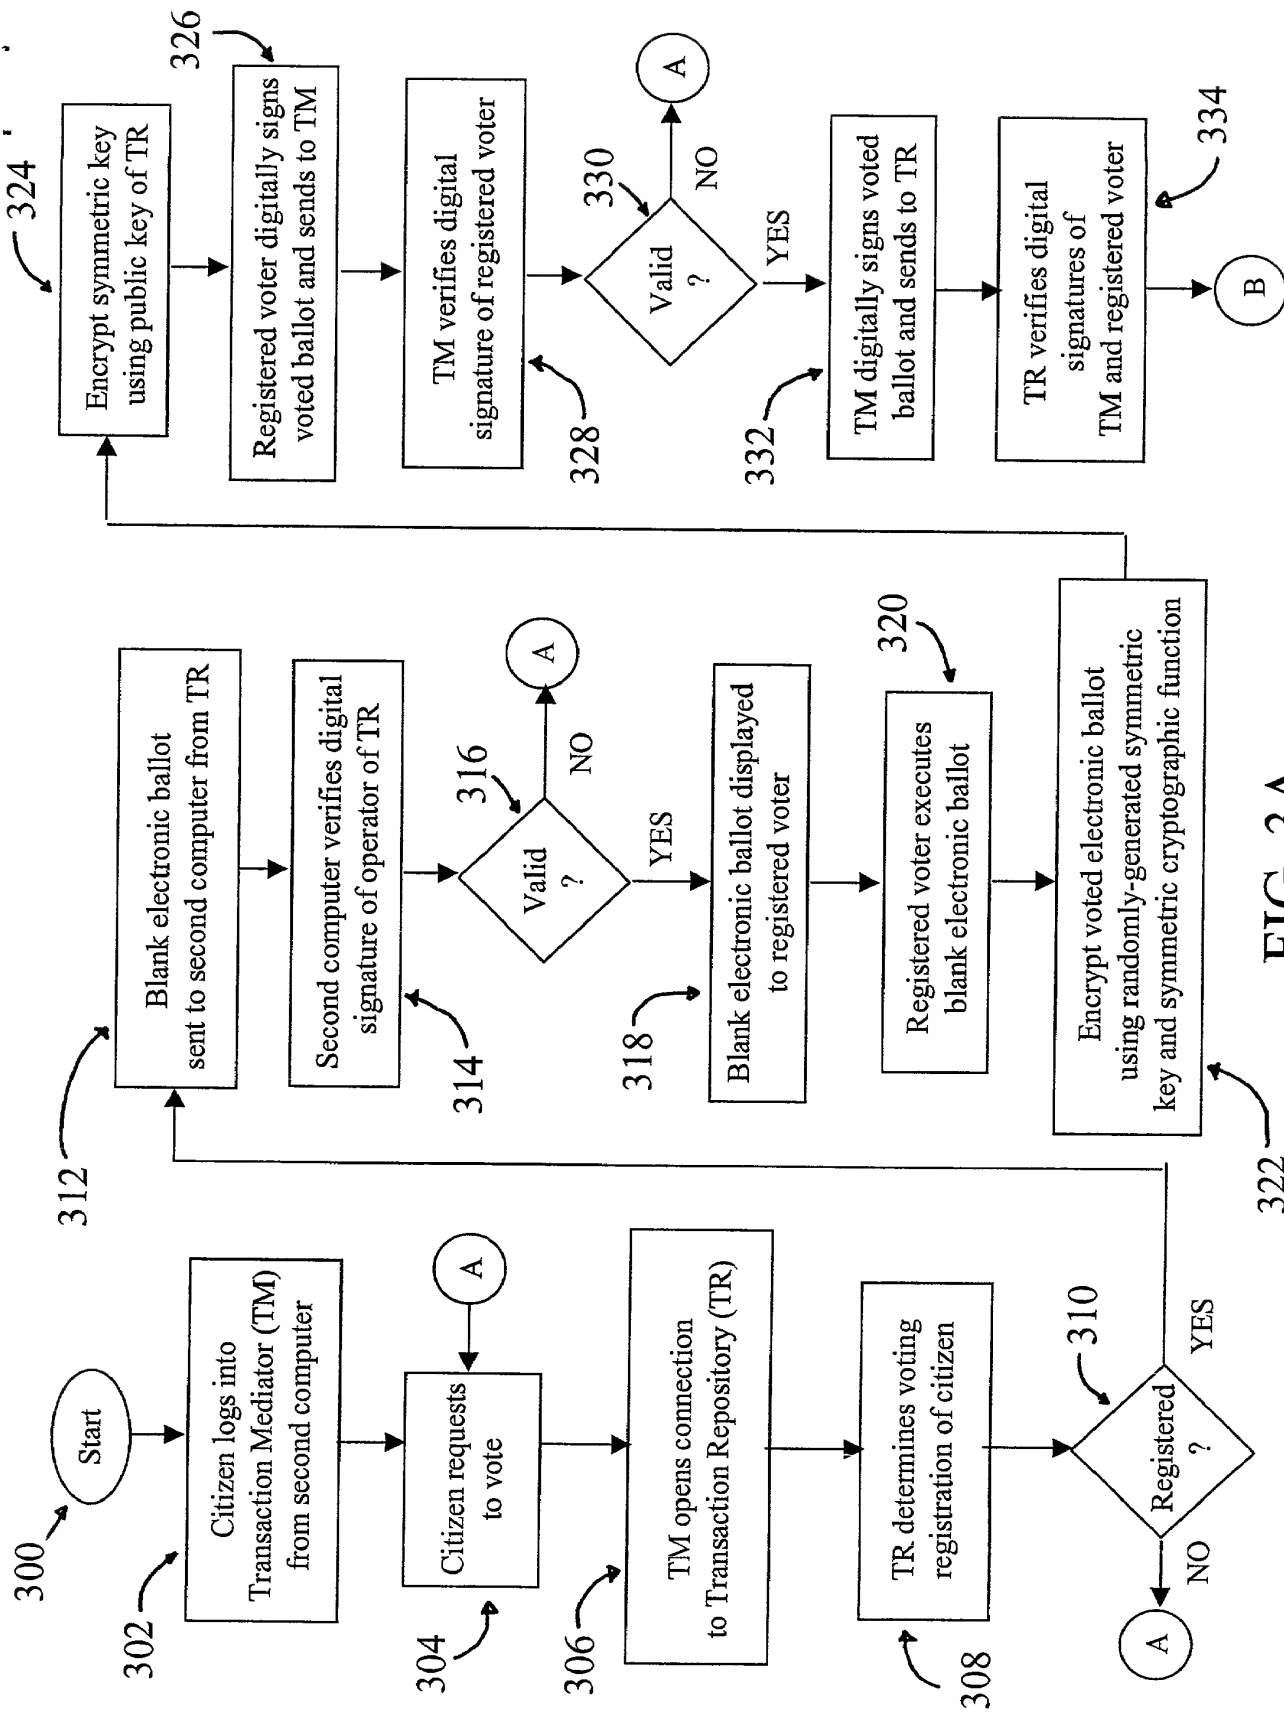 300
Start
302
Citizen logs into
Transaction Mediator (TM)
from second computer
304
Citizen requests
to vote
A
306
TM opens connection
to Transaction Repository (TR)
308
TR determines voting
registration of citizen
310
Registered
?
NO
A
YES
312
Blank electronic ballot
sent to second computer from TR
314
Second computer verifies digital
signature of operator of TR
316
Valid
?
NO
A
YES
318
Blank electronic ballot displayed
to registered voter
320
Registered voter executes
blank electronic ballot
322
Encrypt voted electronic ballot
using randomly-generated symmetric
key and symmetric cryptographic function
324
Encrypt symmetric key
using public key of TR
326
Registered voter digitally signs
voted ballot and sends to TM
328
TM verifies digital
signature of registered voter
330
Valid
?
NO
A
YES
332
TM digitally signs voted
ballot and sends to TR
334
TR verifies digital
signatures of
TM and registered voter
B
FIG. 3A